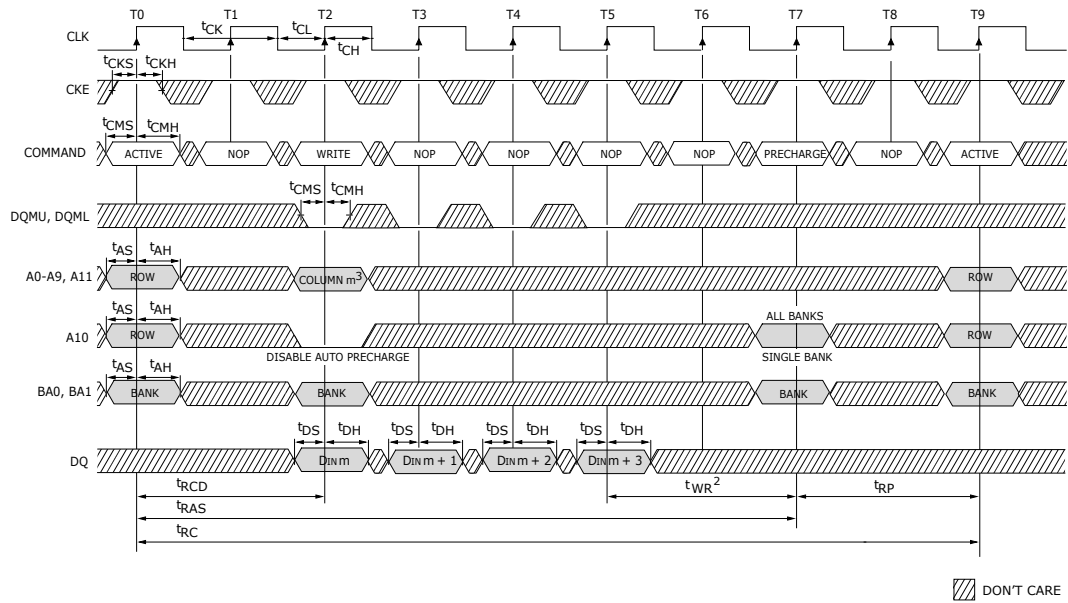 T0 T1 T2 T3 T4 T5 T6 T7 T8 T9
CLK
tCK tCL
tCH
tCKS tCKH
CKE
tCMS tCMH
COMMAND ACTIVE NOP WRITE NOP NOP NOP NOP PRECHARGE NOP ACTIVE
tCMS tCMH
DQMU, DQML
tAS tAH
A0-A9, A11 ROW COLUMN m³ ROW
tAS tAH ALL BANKS
A10 ROW ROW
DISABLE AUTO PRECHARGE SINGLE BANK
tAS tAH
BA0, BA1 BANK BANK BANK BANK
tDS tDH tDS tDH tDS tDH tDS tDH
DQ DIN m DIN m + 1 DIN m + 2 DIN m + 3
tRCD tWR² tRP
tRAS
tRC
DON'T CARE